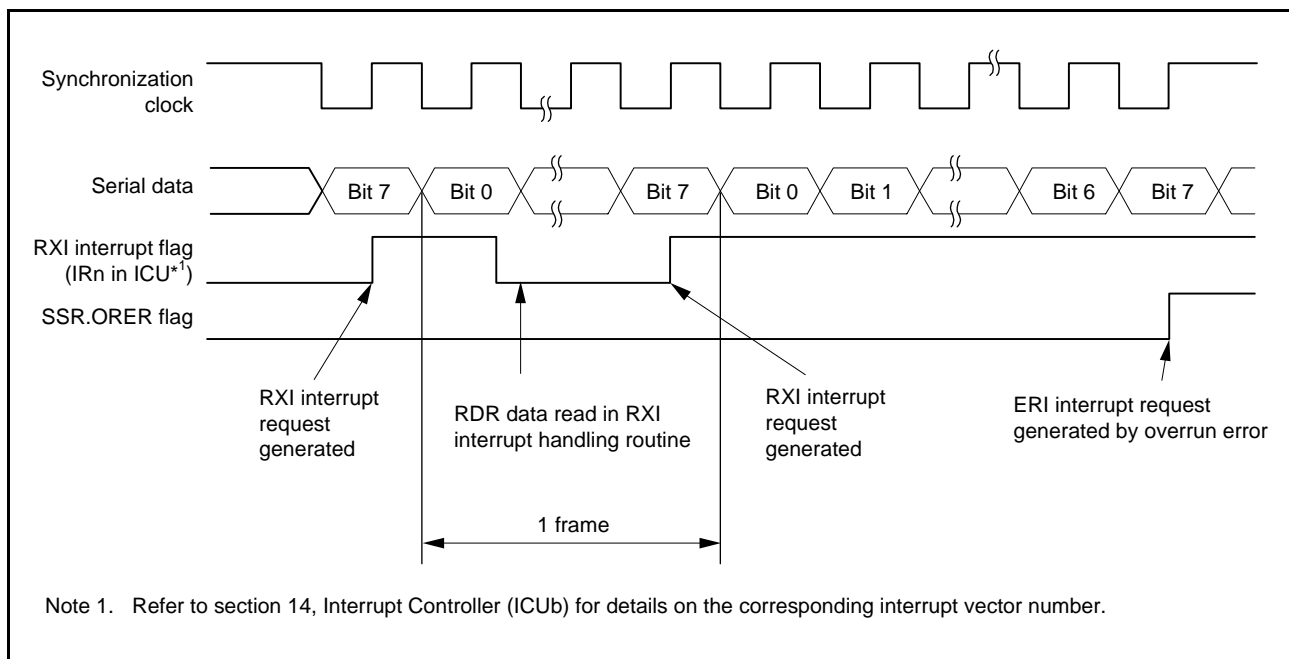 Synchronization
clock
Serial data
Bit 7 Bit 0 Bit 7 Bit 0 Bit 1 Bit 6 Bit 7
RXI interrupt flag
(IRn in ICU*1)
SSR.ORER flag
RXI interrupt
request
generated
RDR data read in RXI
interrupt handling routine
RXI interrupt
request
generated
ERI interrupt request
generated by overrun error
1 frame
Note 1. Refer to section 14, Interrupt Controller (ICUb) for details on the corresponding interrupt vector number.